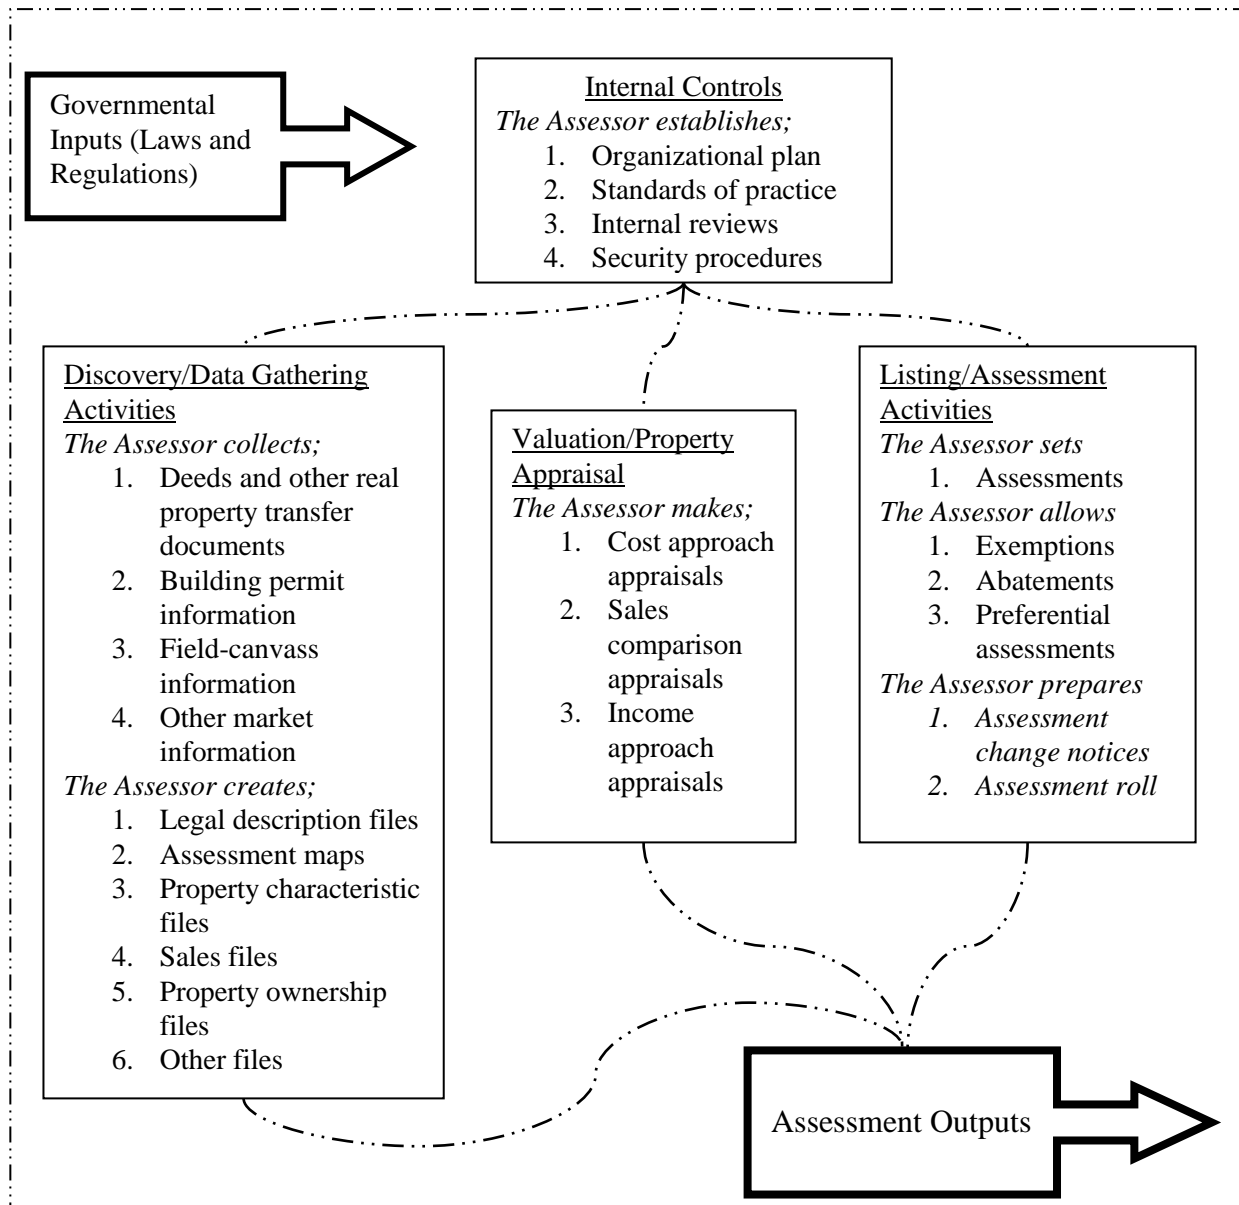 Governmental
Inputs (Laws and
Regulations)
Internal Controls
The Assessor establishes;
1. Organizational plan
2. Standards of practice
3. Internal reviews
4. Security procedures
Discovery/Data Gathering
Activities
The Assessor collects;
1. Deeds and other real
property transfer
documents
2. Building permit
information
3. Field-canvass
information
4. Other market
information
The Assessor creates;
1. Legal description files
2. Assessment maps
3. Property characteristic
files
4. Sales files
5. Property ownership
files
6. Other files
Valuation/Property
Appraisal
The Assessor makes;
1. Cost approach
appraisals
2. Sales
comparison
appraisals
3. Income
approach
appraisals
Listing/Assessment
Activities
The Assessor sets
1. Assessments
The Assessor allows
1. Exemptions
2. Abatements
3. Preferential
assessments
The Assessor prepares
1. Assessment
change notices
2. Assessment roll
Assessment Outputs